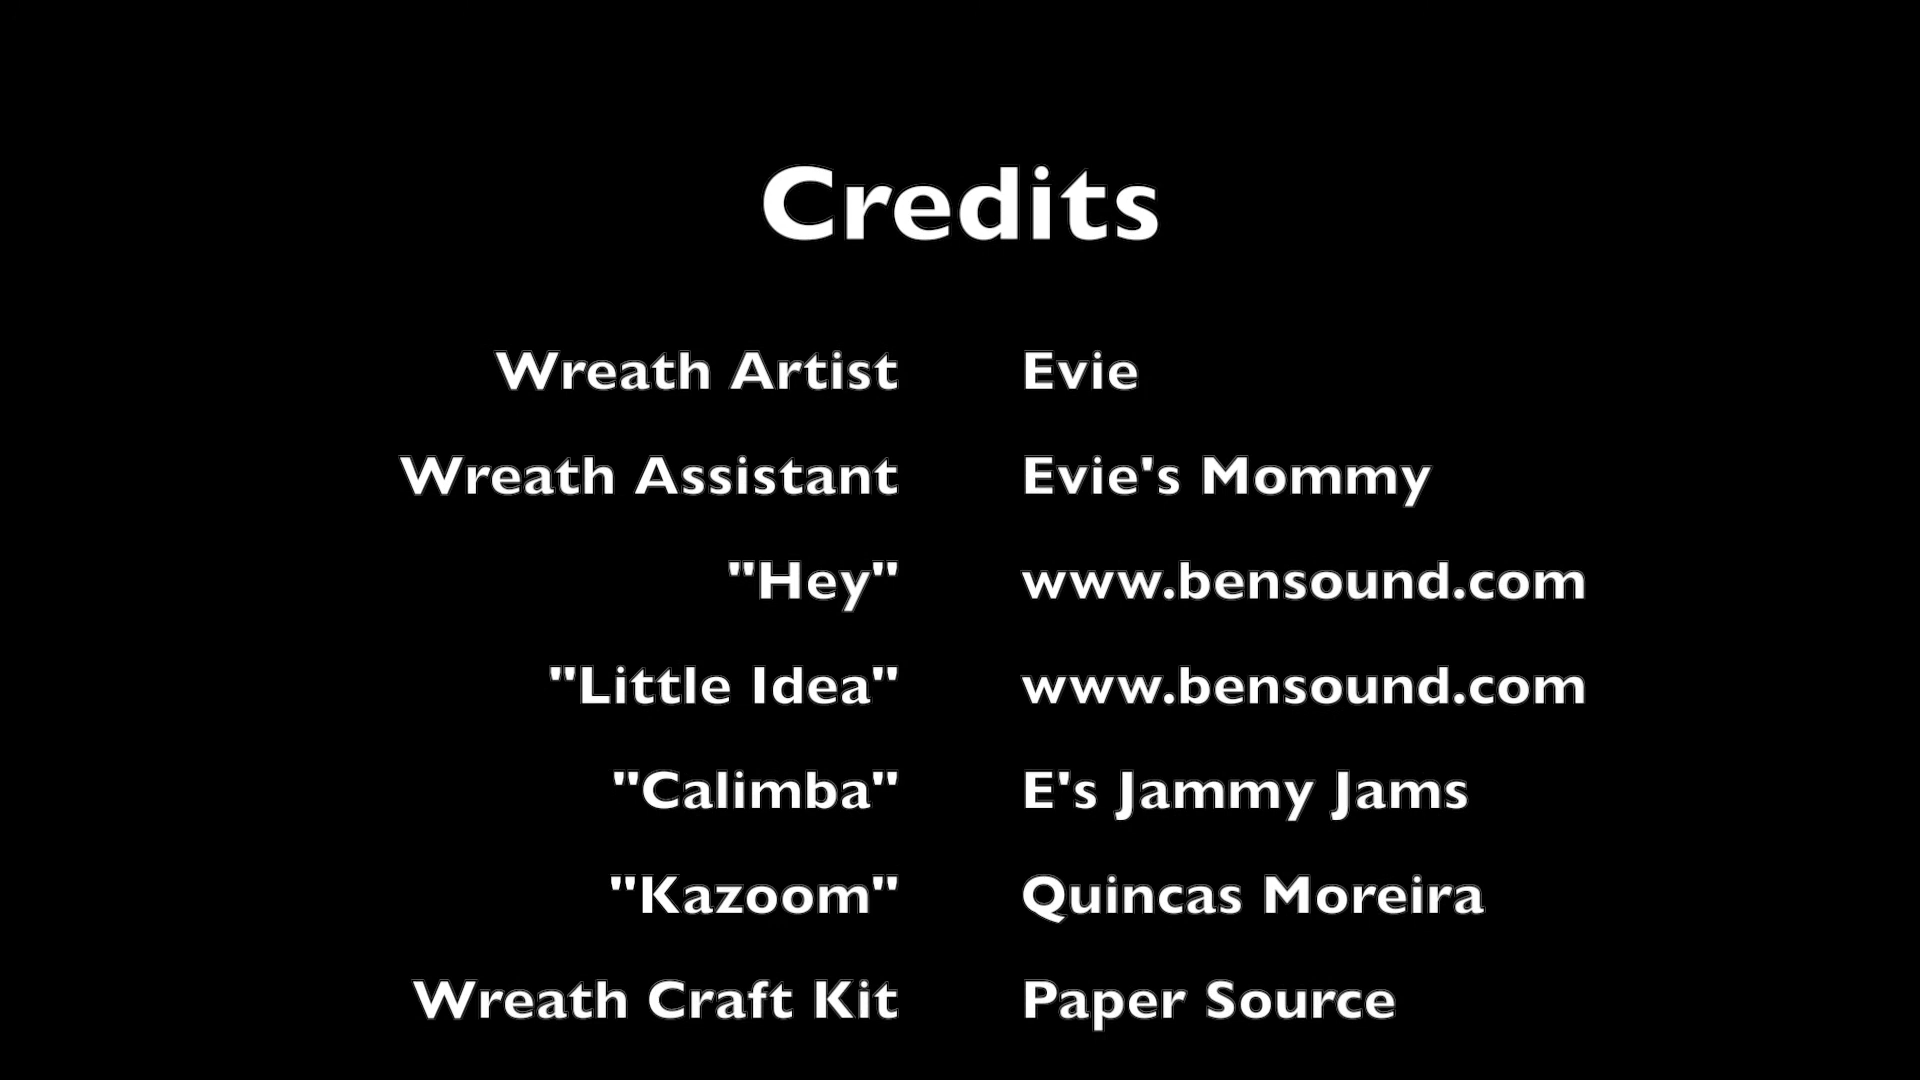 Credits
Wreath Artist Evie
Wreath Assistant Evie's Mommy
"Hey" www.bensound.com
"Little Idea" www.bensound.com
"Calimba" E's Jammy Jams
"Kazoom" Quincas Moreira
Wreath Craft Kit Paper Source